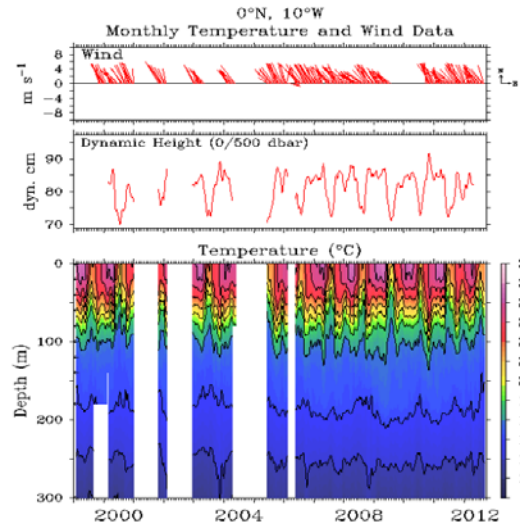 0°N, 10°W
Monthly Temperature and Wind Data
Wind
m s⁻¹
8
4
0
-4
-8
Dynamic Height (0/500 dbar)
dyn. cm
90
80
70
Temperature (°C)
Depth (m)
0
100
200
300
2000
2004
2008
2012